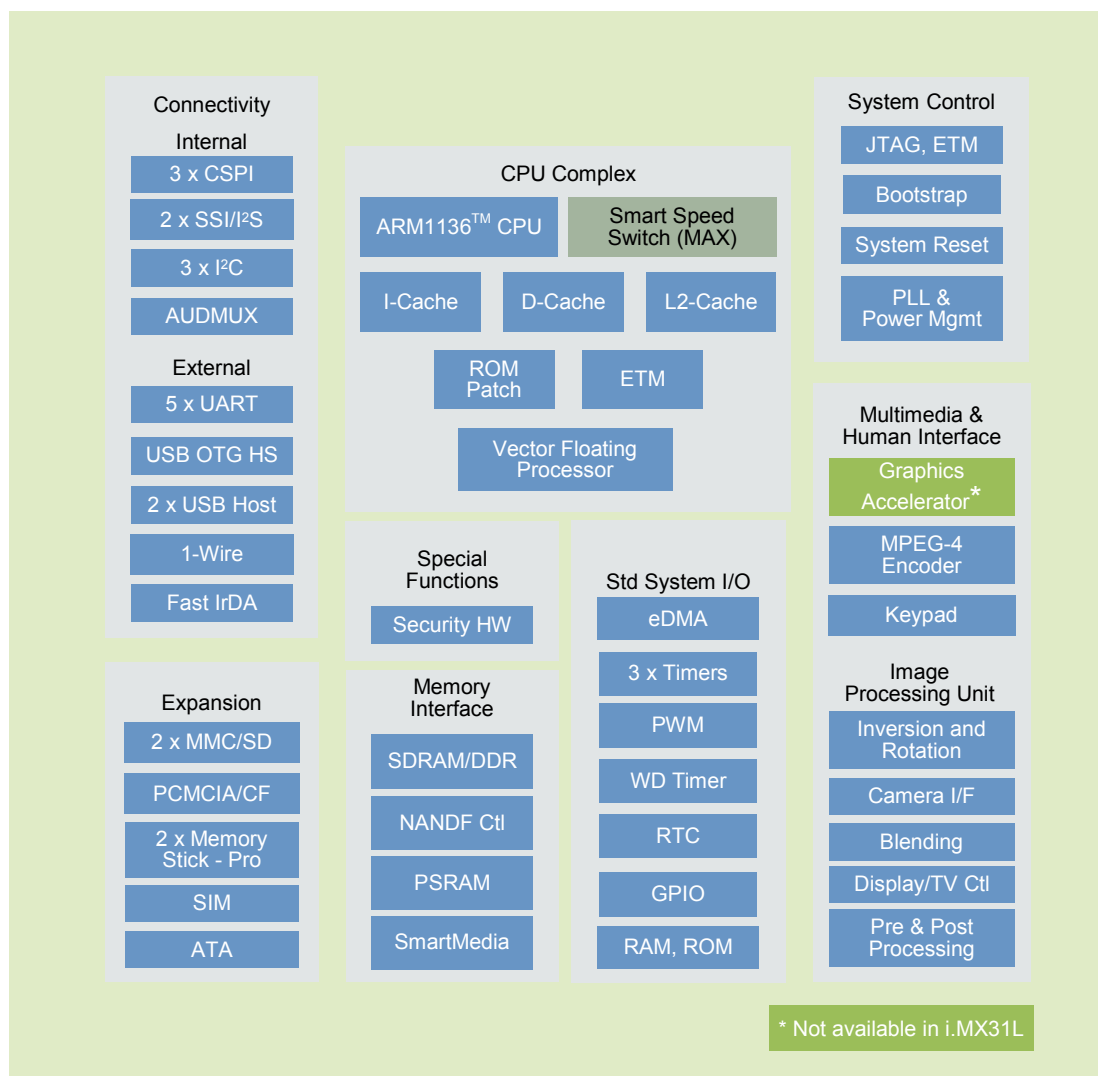 Connectivity
Internal
3 x CSPI
2 x SSI/I²S
3 x I²C
AUDMUX
External
5 x UART
USB OTG HS
2 x USB Host
1-Wire
Fast IrDA
Expansion
2 x MMC/SD
PCMCIA/CF
2 x Memory
Stick - Pro
SIM
ATA
CPU Complex
ARM1136™ CPU
Smart Speed
Switch (MAX)
I-Cache
D-Cache
L2-Cache
ROM
Patch
ETM
Vector Floating
Processor
Special
Functions
Security HW
Memory
Interface
SDRAM/DDR
NANDF Ctl
PSRAM
SmartMedia
Std System I/O
eDMA
3 x Timers
PWM
WD Timer
RTC
GPIO
RAM, ROM
System Control
JTAG, ETM
Bootstrap
System Reset
PLL &
Power Mgmt
Multimedia &
Human Interface
Graphics
Accelerator*
MPEG-4
Encoder
Keypad
Image
Processing Unit
Inversion and
Rotation
Camera I/F
Blending
Display/TV Ctl
Pre & Post
Processing
* Not available in i.MX31L